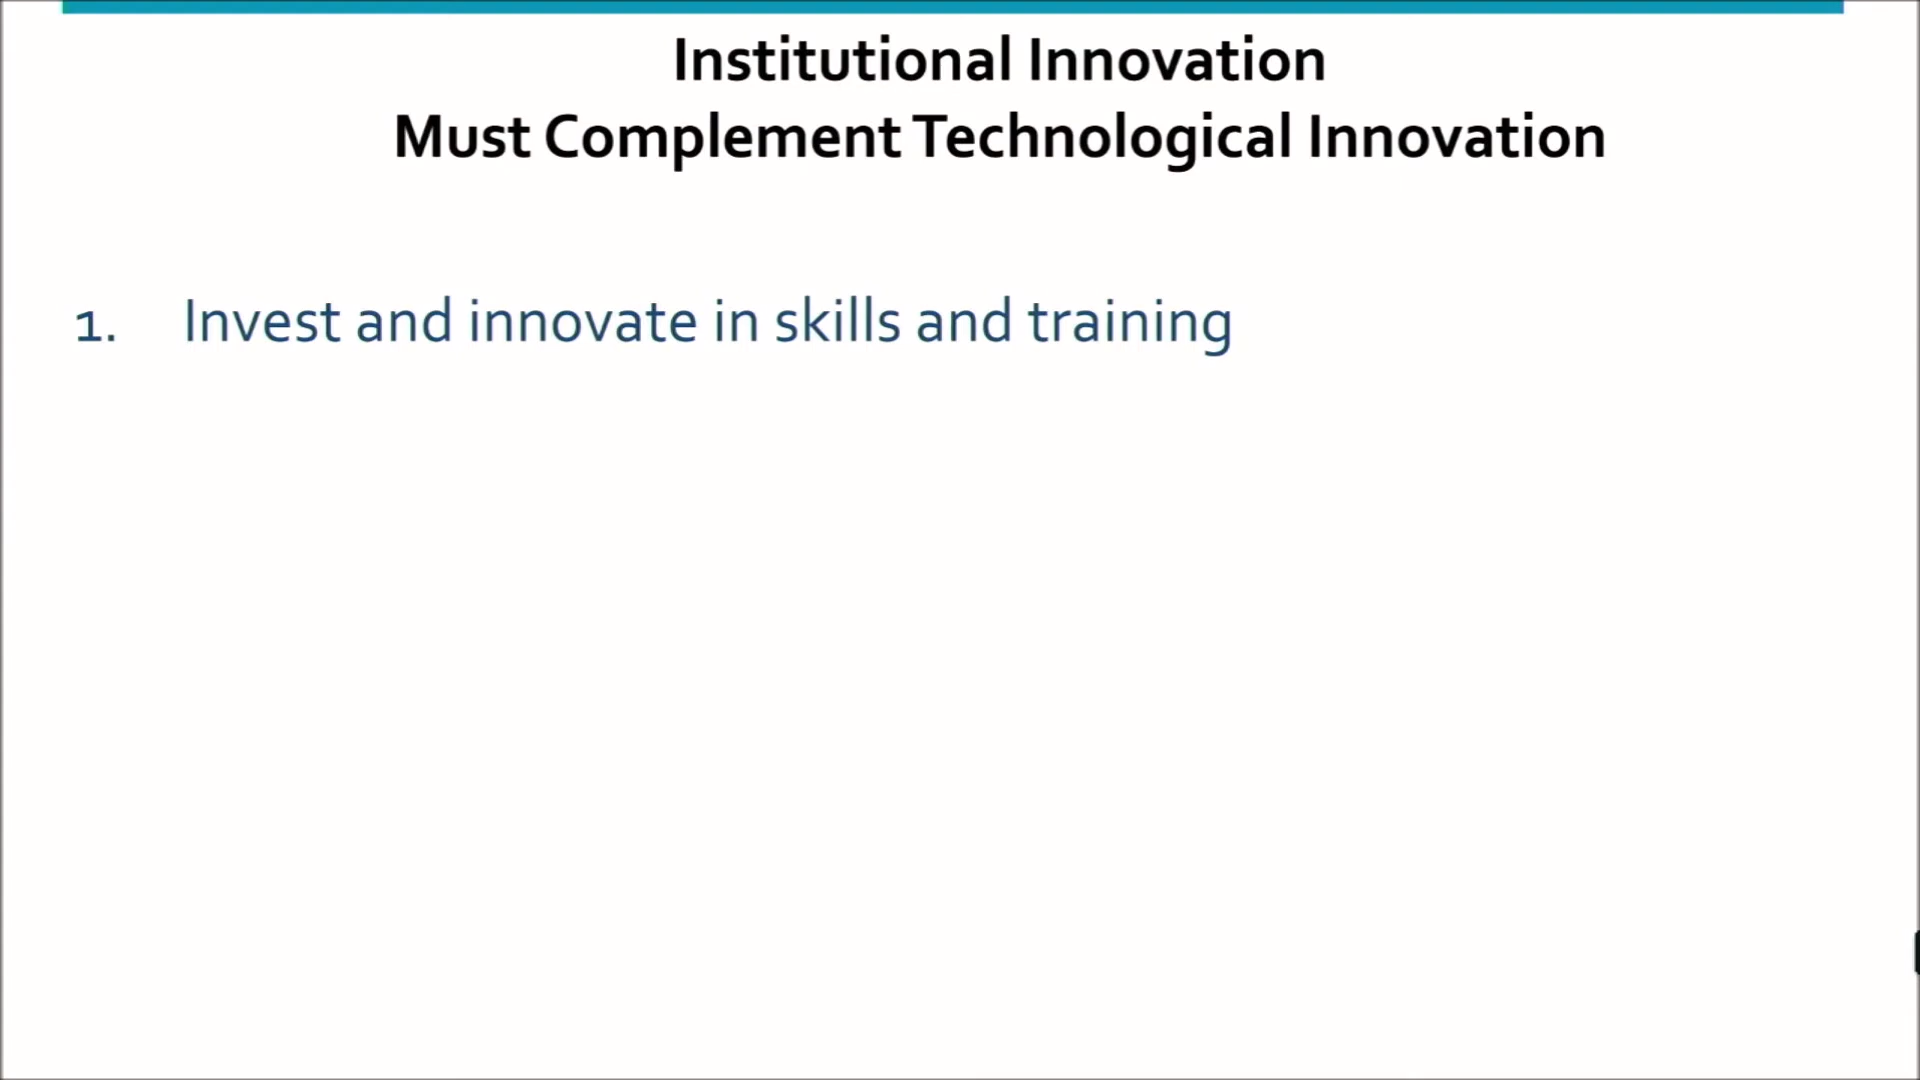 Institutional Innovation
Must Complement Technological Innovation
1. Invest and innovate in skills and training